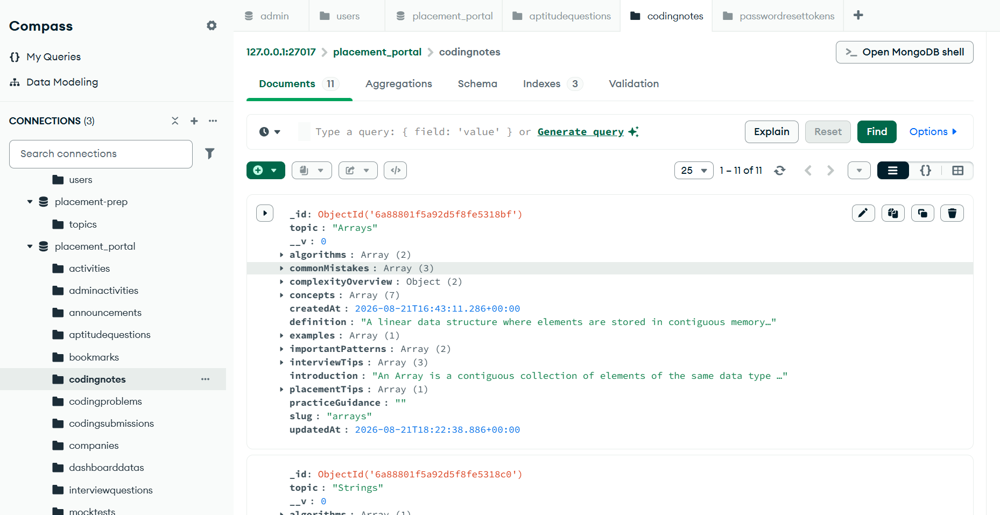 Compass
My Queries
Data Modeling
CONNECTIONS (3)
Search connections
users
placement-prep
topics
placement_portal
activities
adminactivities
announcements
aptitudequestions
bookmarks
codingnotes
codingproblems
codingsubmissions
companies
dashboarddatas
interviewquestions
mocktests
admin
users
placement_portal
aptitudequestions
codingnotes
passwordresettokens
127.0.0.1:27017 > placement_portal > codingnotes
>_ Open MongoDB shell
Documents 11 Aggregations Schema Indexes 3 Validation
Type a query: { field: 'value' } or Generate query
Explain Reset Find Options
25 1 – 11 of 11
_id: ObjectId('6a88801f5a92d5f8fe5318bf')
topic : "Arrays"
__v : 0
algorithms : Array (2)
commonMistakes : Array (3)
complexityOverview : Object (2)
concepts : Array (7)
createdAt : 2026-08-21T16:43:11.286+00:00
definition : "A linear data structure where elements are stored in contiguous memory…"
examples : Array (1)
importantPatterns : Array (2)
interviewTips : Array (3)
introduction : "An Array is a contiguous collection of elements of the same data type …"
placementTips : Array (1)
practiceGuidance : ""
slug : "arrays"
updatedAt : 2026-08-21T18:22:38.886+00:00
_id: ObjectId('6a88801f5a92d5f8fe5318c0')
topic : "Strings"
__v : 0
algorithms : Array (1)